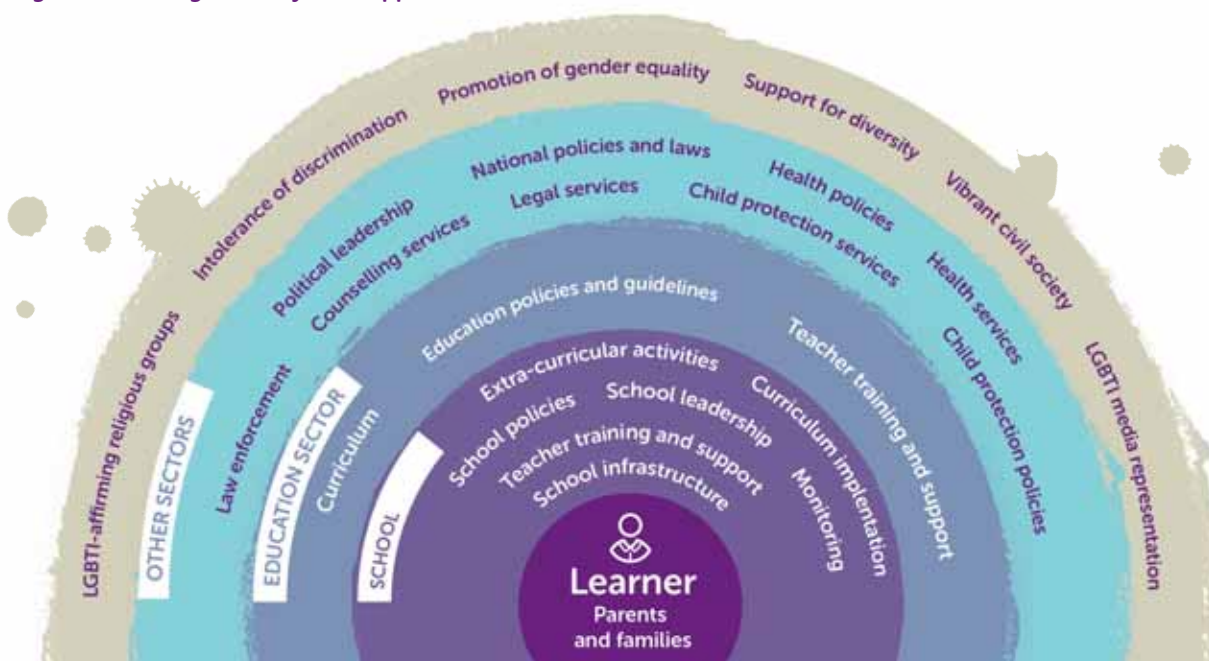 LGBTI-affirming religious groups
Intolerance of discrimination
Promotion of gender equality
Support for diversity
Vibrant civil society
LGBTI media representation
OTHER SECTORS
Law enforcement
Political leadership
Counselling services
National policies and laws
Legal services
Health policies
Child protection services
Health services
Child protection policies
EDUCATION SECTOR
Curriculum
Education policies and guidelines
Teacher training and support
SCHOOL
Extra-curricular activities
School policies
School leadership
Curriculum implentation
Teacher training and support
Monitoring
School infrastructure
Learner
Parents
and families